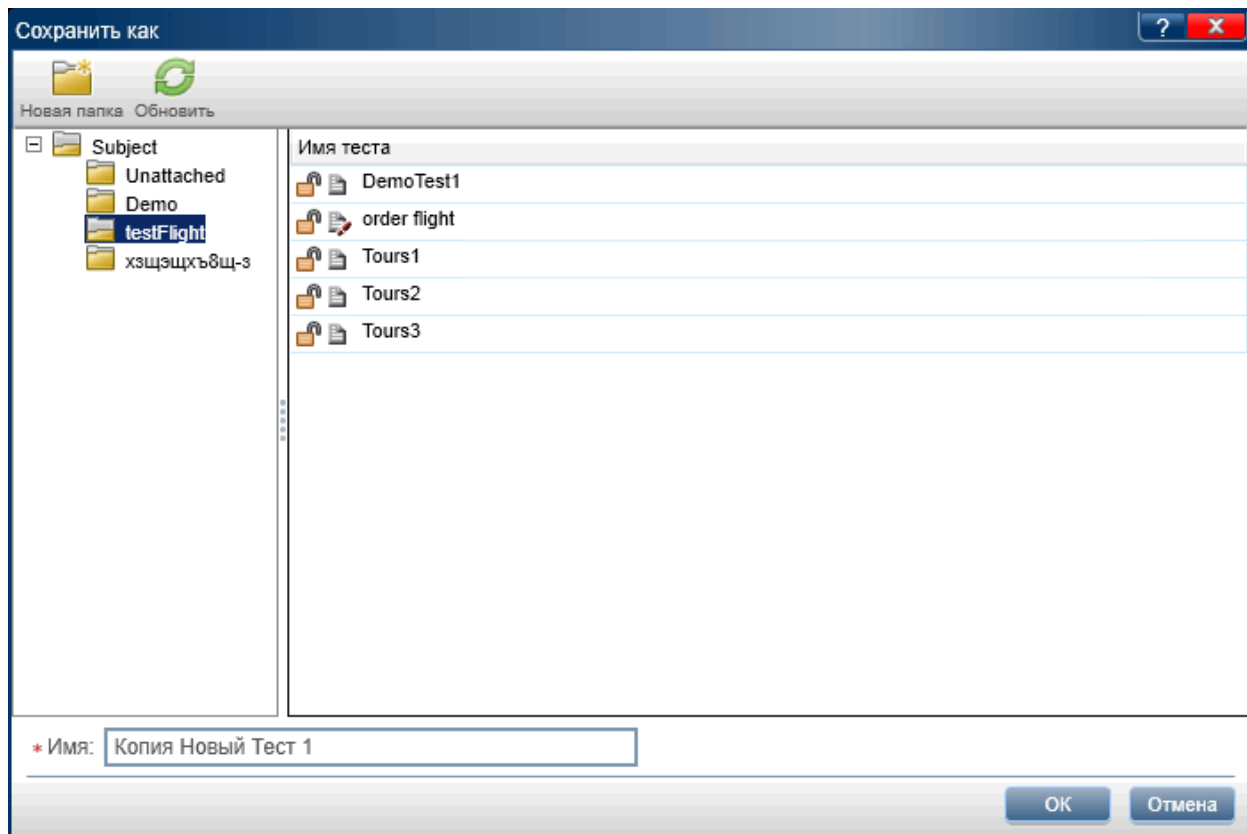 Сохранить как
?
Новая папка Обновить
Subject
Unattached
Demo
testFlight
хзщэщхъ8щ-з
Имя теста
DemoTest1
order flight
Tours1
Tours2
Tours3
* Имя: Копия Новый Тест 1
ОК Отмена